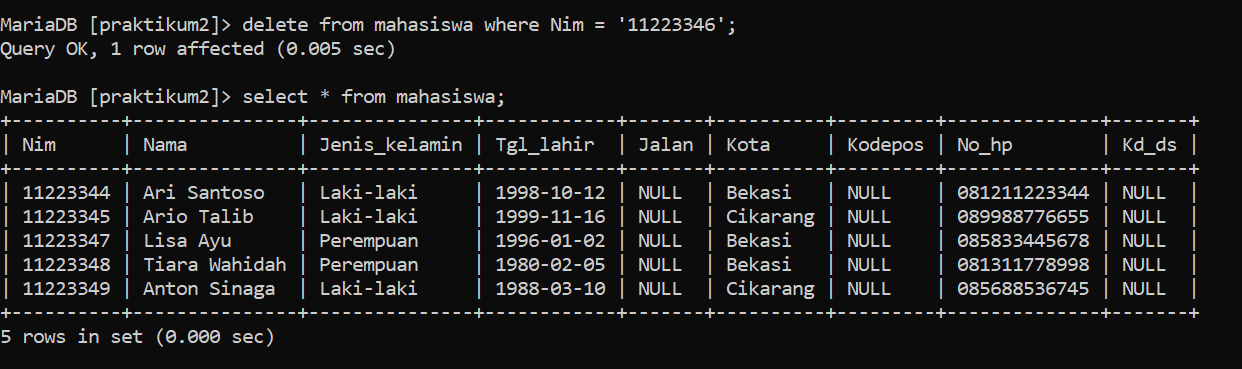 MariaDB [praktikum2]> delete from mahasiswa where Nim = '11223346';
Query OK, 1 row affected (0.005 sec)
MariaDB [praktikum2]> select * from mahasiswa;
+----------+---------------+---------------+------------+-------+----------+---------+--------------+-------+
| Nim      | Nama          | Jenis_kelamin | Tgl_lahir  | Jalan | Kota     | Kodepos | No_hp        | Kd_ds |
+----------+---------------+---------------+------------+-------+----------+---------+--------------+-------+
| 11223344 | Ari Santoso   | Laki-laki     | 1998-10-12 | NULL  | Bekasi   | NULL    | 081211223344 | NULL  |
| 11223345 | Ario Talib    | Laki-laki     | 1999-11-16 | NULL  | Cikarang | NULL    | 089988776655 | NULL  |
| 11223347 | Lisa Ayu      | Perempuan     | 1996-01-02 | NULL  | Bekasi   | NULL    | 085833445678 | NULL  |
| 11223348 | Tiara Wahidah | Perempuan     | 1980-02-05 | NULL  | Bekasi   | NULL    | 081311778998 | NULL  |
| 11223349 | Anton Sinaga  | Laki-laki     | 1988-03-10 | NULL  | Cikarang | NULL    | 085688536745 | NULL  |
+----------+---------------+---------------+------------+-------+----------+---------+--------------+-------+
5 rows in set (0.000 sec)